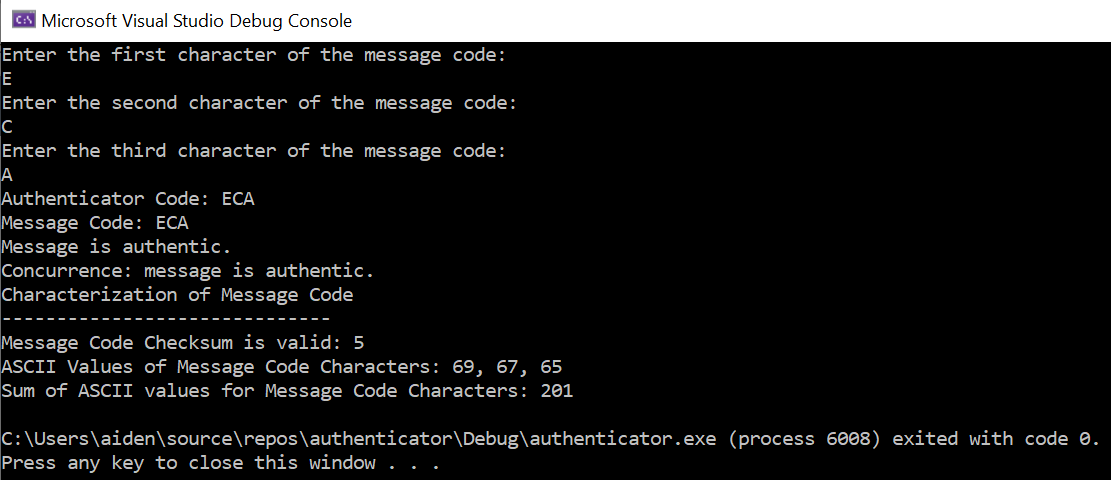 Microsoft Visual Studio Debug Console
Enter the first character of the message code:
E
Enter the second character of the message code:
C
Enter the third character of the message code:
A
Authenticator Code: ECA
Message Code: ECA
Message is authentic.
Concurrence: message is authentic.
Characterization of Message Code
------------------------------
Message Code Checksum is valid: 5
ASCII Values of Message Code Characters: 69, 67, 65
Sum of ASCII values for Message Code Characters: 201
C:\Users\aiden\source\repos\authenticator\Debug\authenticator.exe (process 6008) exited with code 0.
Press any key to close this window . . .